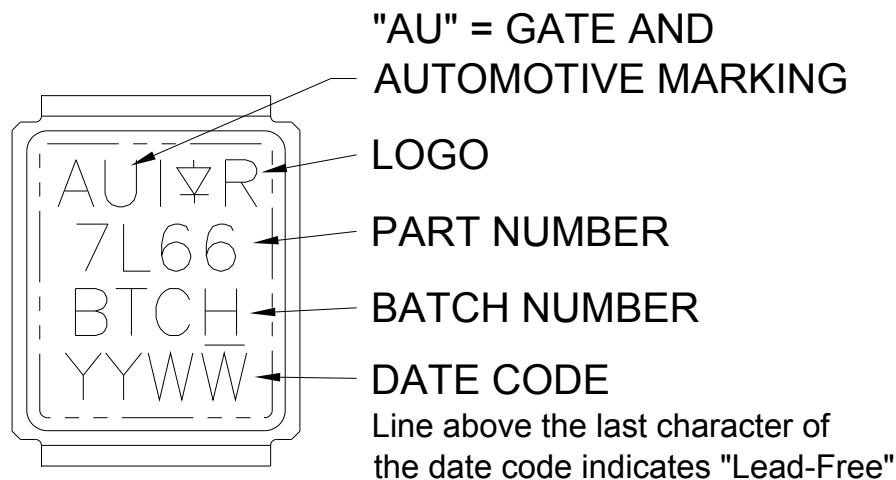 "AU" = GATE AND
AUTOMOTIVE MARKING
AUI R
LOGO
7L66
PART NUMBER
BTCH
BATCH NUMBER
YYWW
DATE CODE
Line above the last character of
the date code indicates "Lead-Free"